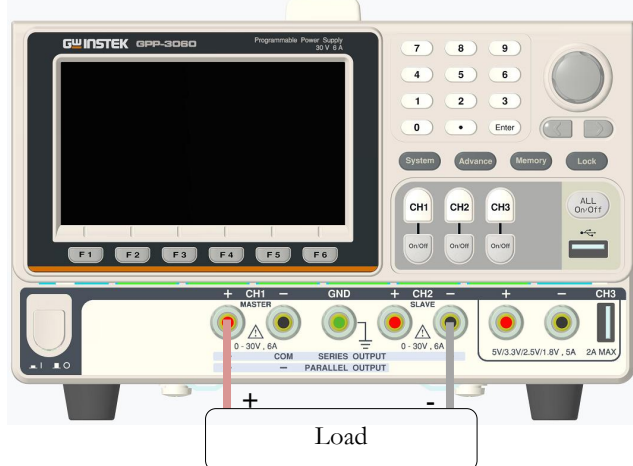 GW INSTEK GPP-3060
Programmable Power Supply
30 V 6 A
7 8 9
4 5 6
1 2 3
0 • Enter
System Advance Memory Lock
CH1 CH2 CH3
ALL
On/Off
On/Off On/Off On/Off
F 1 F 2 F 3 F 4 F 5 F 6
+ CH1 − GND + CH2 − + − CH3
MASTER SLAVE
0 - 30V , 6A 0 - 30V , 6A 5V/3.3V/2.5V/1.8V , 5A 2A MAX
COM SERIES OUTPUT
− PARALLEL OUTPUT
I O
+ -
Load